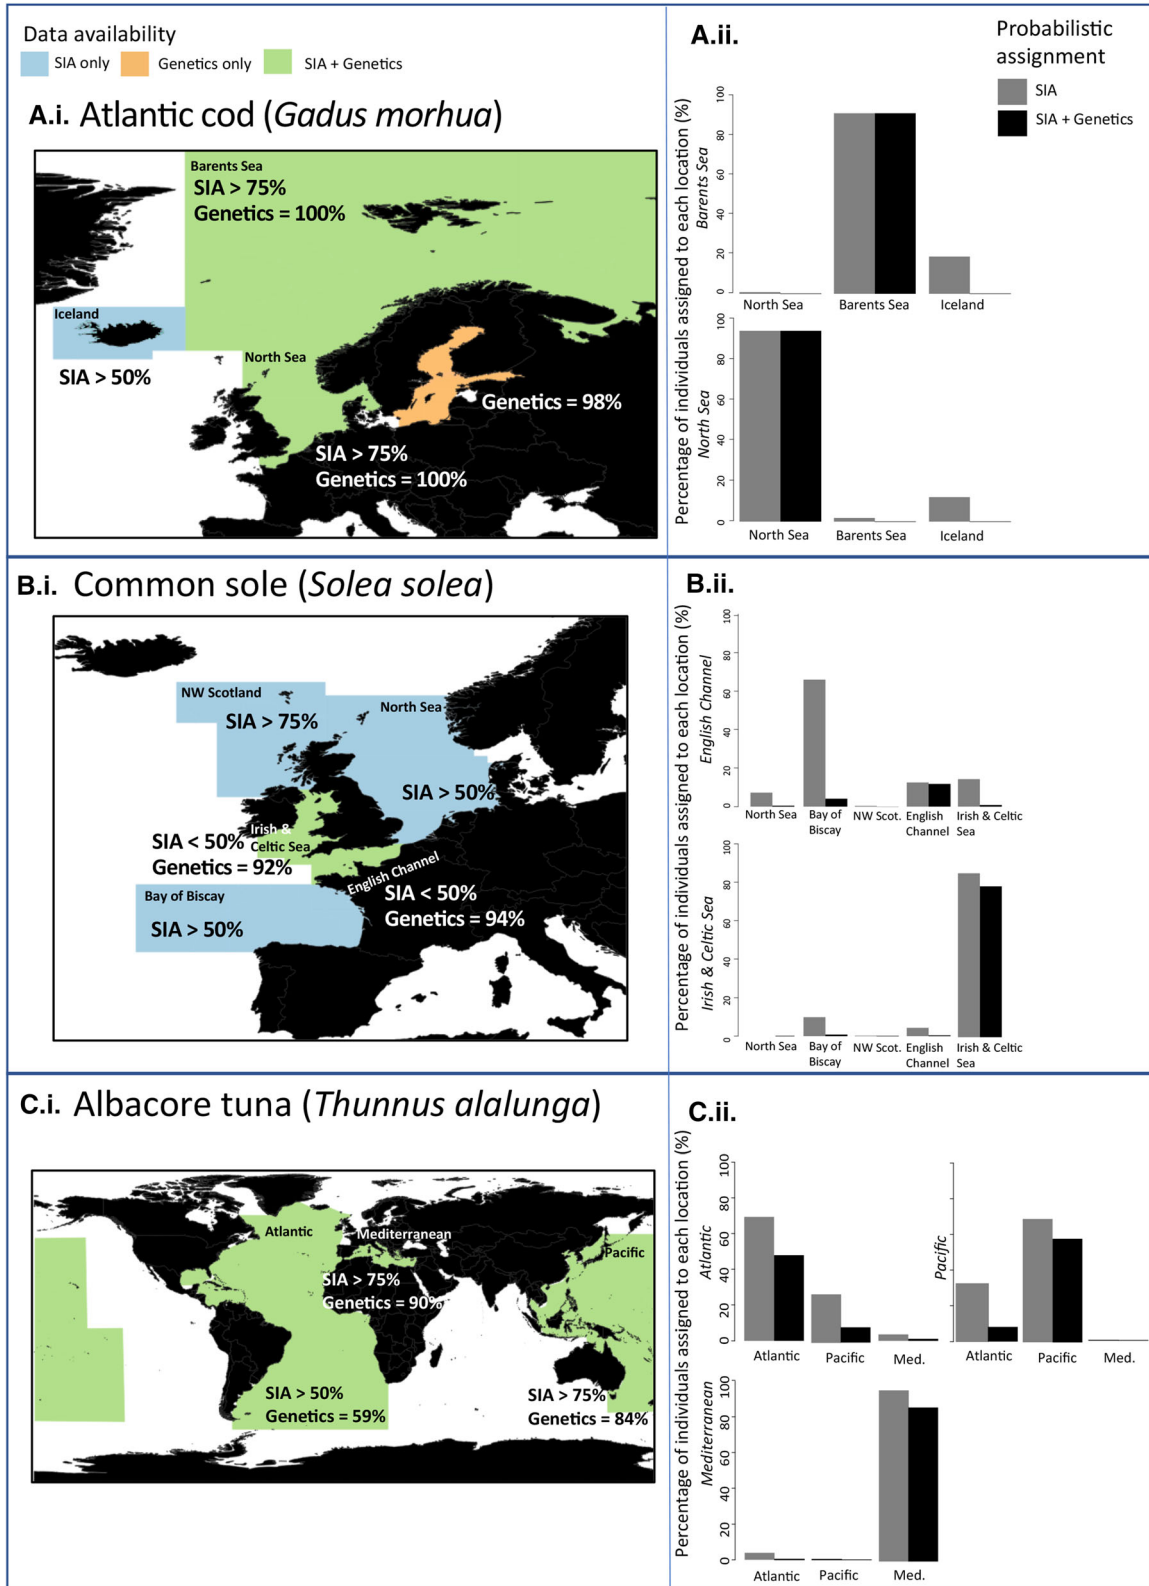 Data availability
SIA only
Genetics only
SIA + Genetics
A.i. Atlantic cod (Gadus morhua)
Barents Sea
SIA > 75%
Genetics = 100%
Iceland
SIA > 50%
North Sea
Genetics = 98%
SIA > 75%
Genetics = 100%
A.ii.
Probabilistic
assignment
SIA
SIA + Genetics
Percentage of individuals assigned to each location (%)
Barents Sea
100
80
60
40
20
0
North Sea
Barents Sea
Iceland
North Sea
100
80
60
40
20
0
North Sea
Barents Sea
Iceland
B.i. Common sole (Solea solea)
NW Scotland
SIA > 75%
North Sea
SIA > 50%
Irish &
Celtic Sea
SIA < 50%
Genetics = 92%
English Channel
SIA < 50%
Genetics = 94%
Bay of Biscay
SIA > 50%
B.ii.
Percentage of individuals assigned to each location (%)
English Channel
100
80
60
40
20
0
North Sea
Bay of
Biscay
NW Scot.
English
Channel
Irish & Celtic
Sea
Irish & Celtic Sea
100
80
60
40
20
0
North Sea
Bay of
Biscay
NW Scot.
English
Channel
Irish & Celtic
Sea
C.i. Albacore tuna (Thunnus alalunga)
Atlantic
Mediterranean
Pacific
SIA > 75%
Genetics = 90%
SIA > 50%
Genetics = 59%
SIA > 75%
Genetics = 84%
C.ii.
Percentage of individuals assigned to each location (%)
Atlantic
100
80
60
40
20
0
Atlantic
Pacific
Med.
Pacific
Atlantic
Pacific
Med.
Mediterranean
100
80
60
40
20
0
Atlantic
Pacific
Med.